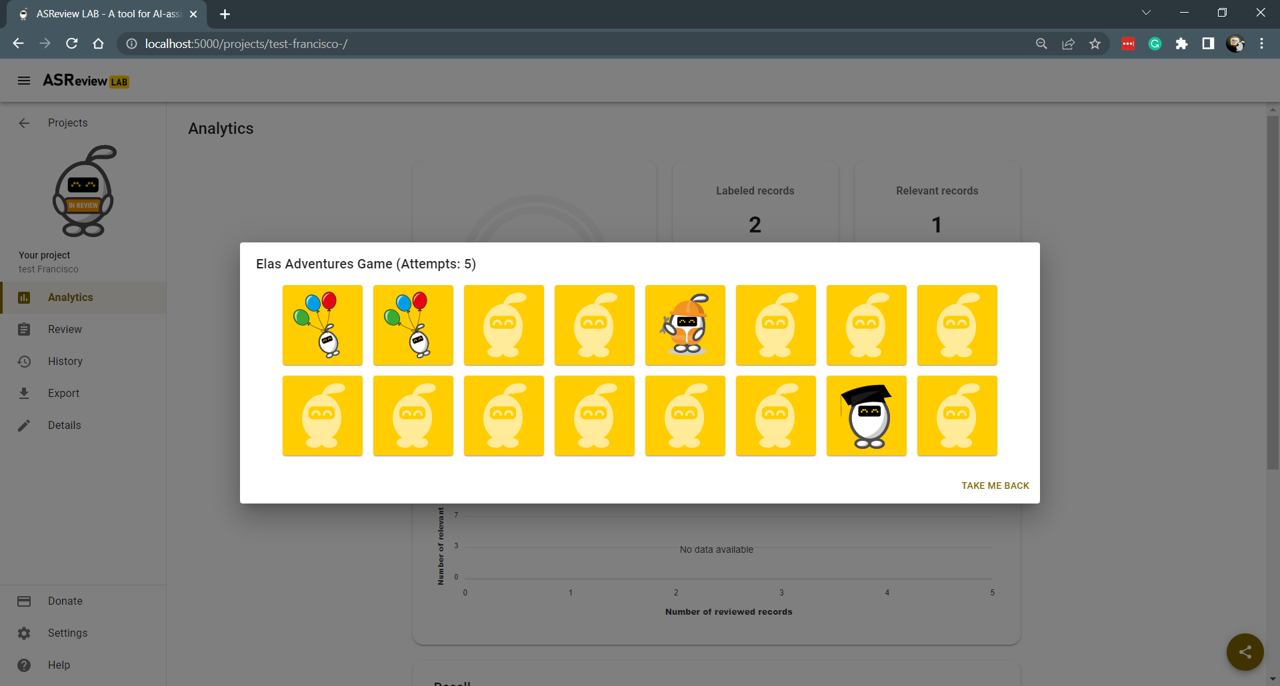 ASReview LAB - A tool for AI-ass
localhost:5000/projects/test-francisco-/
ASReview LAB
Projects
Analytics
IN REVIEW
Labeled records
Relevant records
2
1
Your project
test Francisco
Elas Adventures Game (Attempts: 5)
Analytics
Review
History
Export
Details
TAKE ME BACK
Number of relevant
7
3
0
No data available
0
1
2
3
4
5
Number of reviewed records
Donate
Settings
Help
Recall